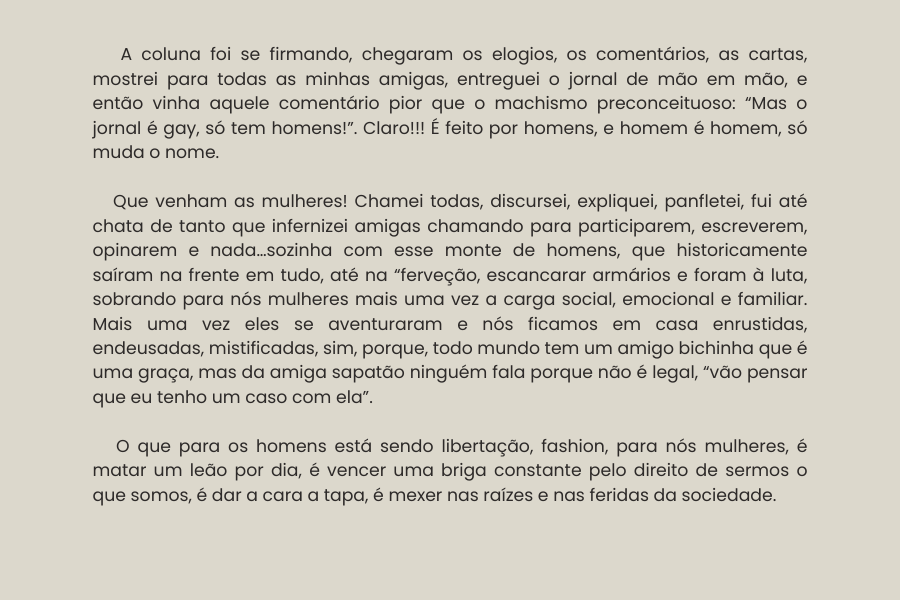 A coluna foi se firmando, chegaram os elogios, os comentários, as cartas,
mostrei para todas as minhas amigas, entreguei o jornal de mão em mão, e
então vinha aquele comentário pior que o machismo preconceituoso: “Mas o
jornal é gay, só tem homens!”. Claro!!! É feito por homens, e homem é homem, só
muda o nome.
Que venham as mulheres! Chamei todas, discursei, expliquei, panfletei, fui até
chata de tanto que infernizei amigas chamando para participarem, escreverem,
opinarem e nada...sozinha com esse monte de homens, que historicamente
saíram na frente em tudo, até na “ferveção, escancarar armários e foram à luta,
sobrando para nós mulheres mais uma vez a carga social, emocional e familiar.
Mais uma vez eles se aventuraram e nós ficamos em casa enrustidas,
endeusadas, mistificadas, sim, porque, todo mundo tem um amigo bichinha que é
uma graça, mas da amiga sapatão ninguém fala porque não é legal, “vão pensar
que eu tenho um caso com ela”.
O que para os homens está sendo libertação, fashion, para nós mulheres, é
matar um leão por dia, é vencer uma briga constante pelo direito de sermos o
que somos, é dar a cara a tapa, é mexer nas raízes e nas feridas da sociedade.